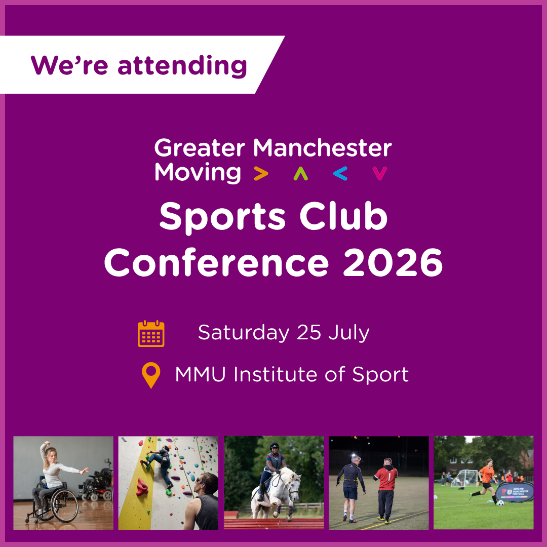 We're attending
Greater Manchester
Moving
Sports Club
Conference 2026
Saturday 25 July
MMU Institute of Sport